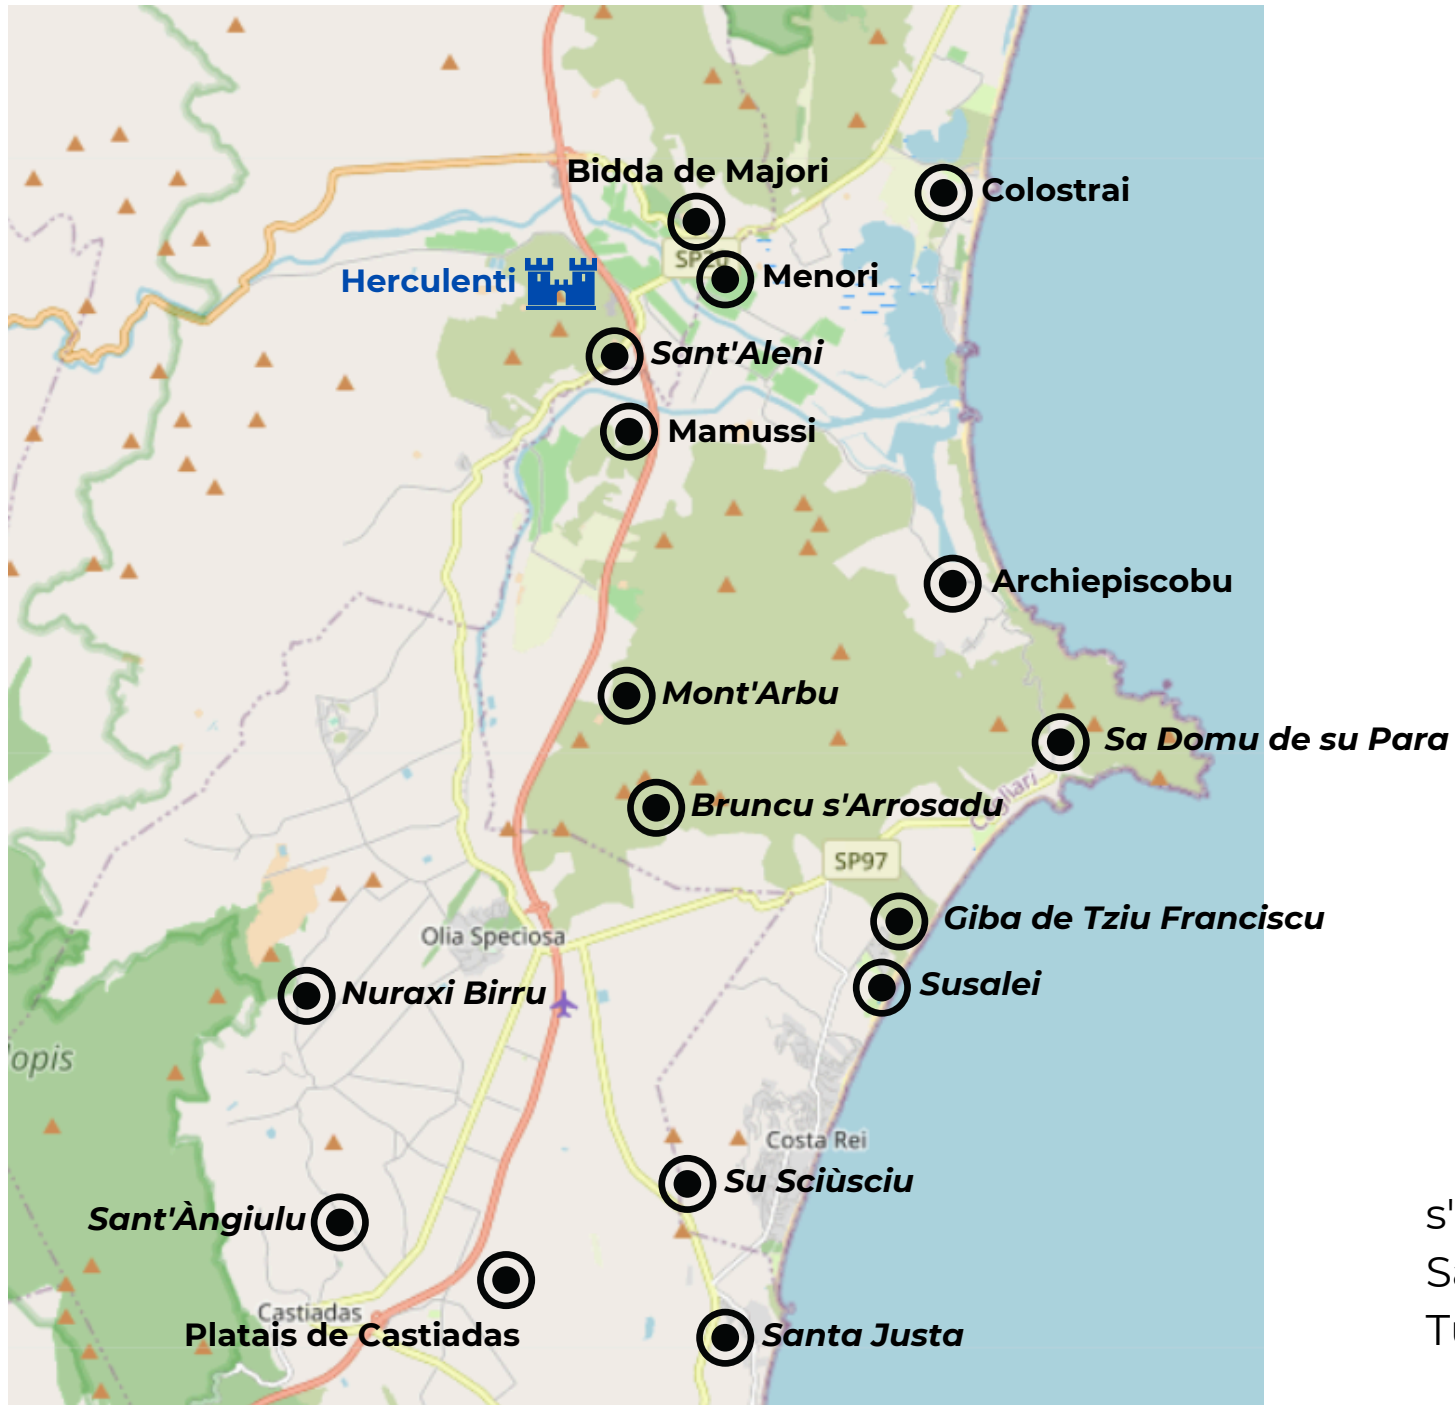 Bidda de Majori
Colostrai
SP20
Menori
Herculenti
Sant'Aleni
Mamussi
Archiepiscobu
Mont'Arbu
Sa Domu de su Para
Bruncu s'Arrosadu
SP97
Giba de Tziu Franciscu
Olia Speciosa
Susalei
Nuraxi Birru
opis
Costa Rei
Su Sciùsciu
Sant'Àngiulu
s'
Castiadas
Platais de Castiadas
Santa Justa